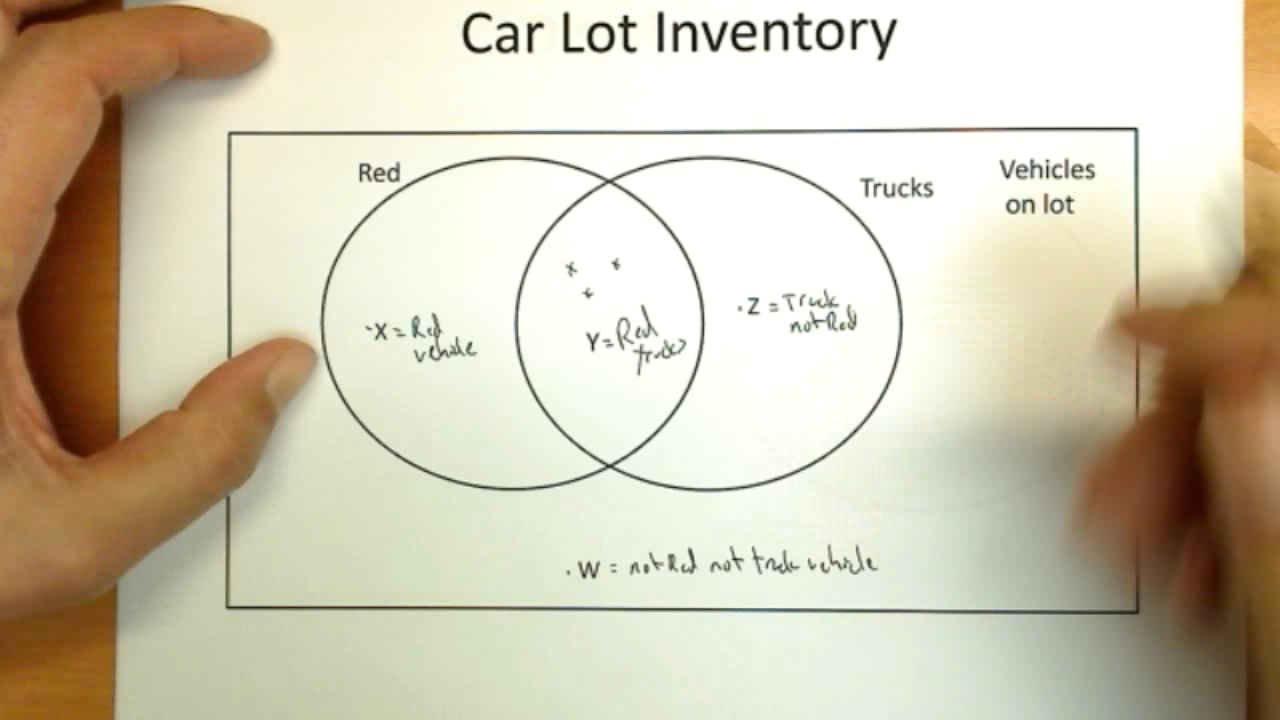 Car Lot Inventory
Red
Trucks
Vehicles
on lot
·X = Red
vehicle
x x
x
Y = Red
trucks
·Z = Truck
not Red
·W = not Red not truck vehicle